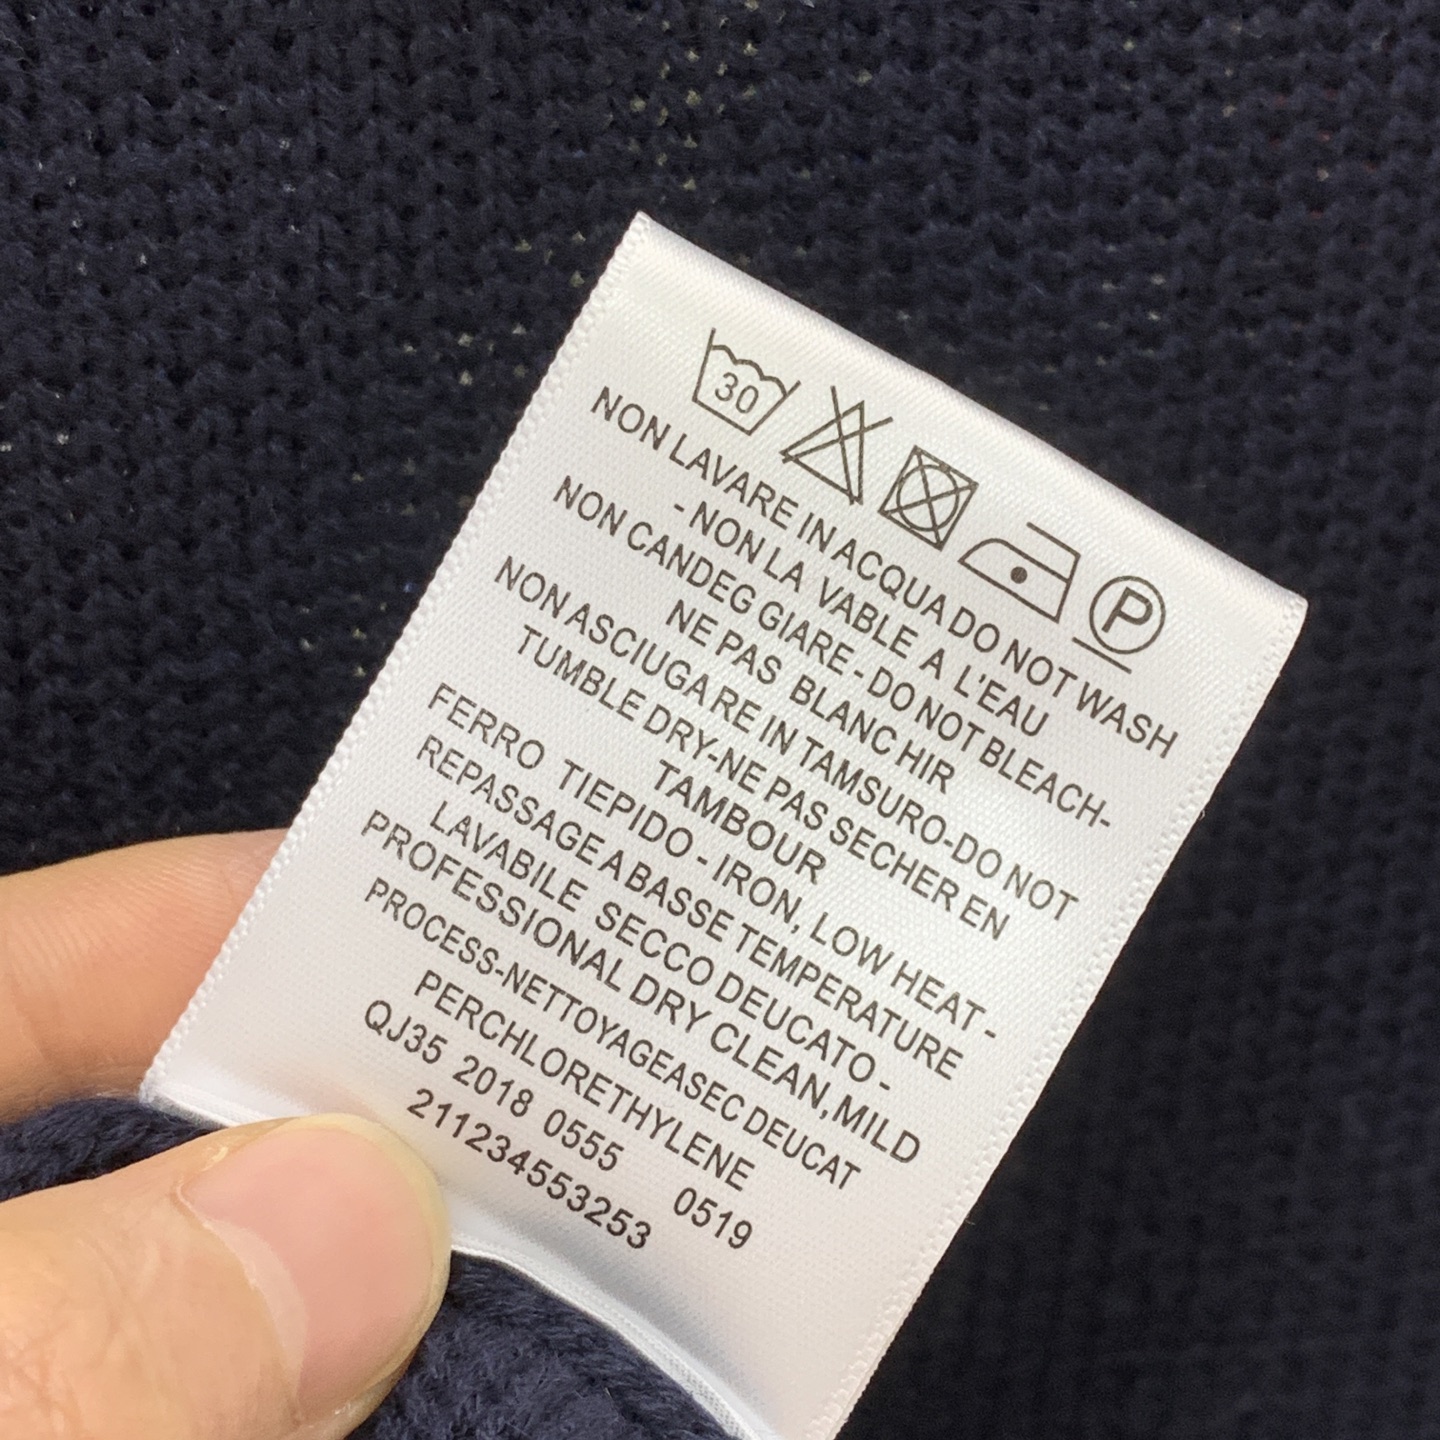 30
P
NON LAVARE IN ACQUA DO NOT WASH
- NON LA VABLE A L'EAU
NON CANDEG GIARE - DO NOT BLEACH-
NE PAS BLANC HIR
NON ASCIUGA RE IN TAMSURO-DO NOT
TUMBLE DRY-NE PAS SECHER EN
TAMBOUR
FERRO TIEPIDO - IRON, LOW HEAT -
REPASSAGE A BASSE TEMPERATURE
LAVABILE SECCO DEUCATO -
PROFESSIONAL DRY CLEAN, MILD
PROCESS-NETTOYAGEASEC DEUCAT
PERCHLORETHYLENE
QJ35 2018 0555 0519
211234553253